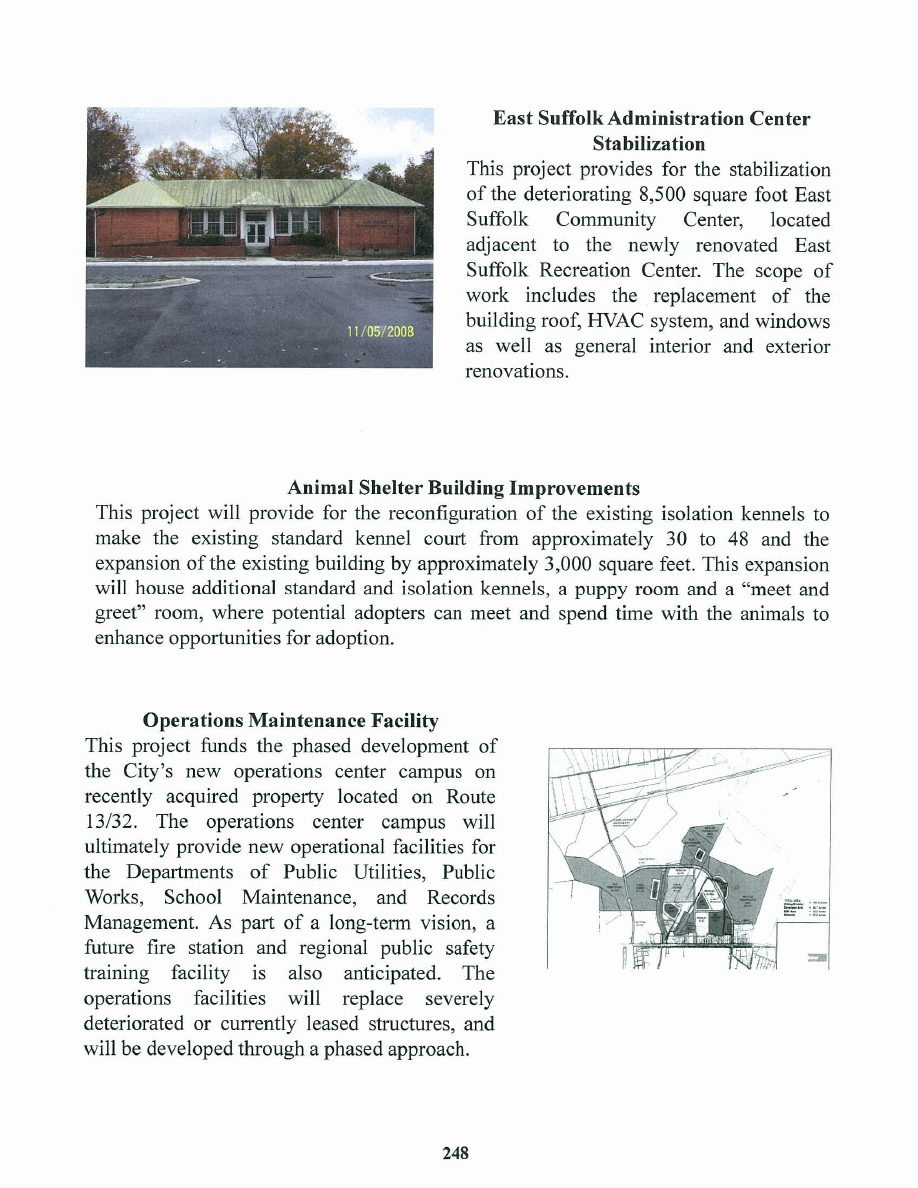 East Suffolk Administration Center
Stabilization
This project provides for the stabilization
of the deteriorating 8,500 square foot East
Suffolk Community Center, located
adjacent to the newly renovated East
Suffolk Recreation Center. The scope of
work includes the replacement of the
building roof, HVAC system, and windows
as well as general interior and exterior
renovations.
11/05/2008
Animal Shelter Building Improvements
This project will provide for the reconfiguration of the existing isolation kennels to
make the existing standard kennel court from approximately 30 to 48 and the
expansion of the existing building by approximately 3,000 square feet. This expansion
will house additional standard and isolation kennels, a puppy room and a “meet and
greet” room, where potential adopters can meet and spend time with the animals to
enhance opportunities for adoption.
Operations Maintenance Facility
This project funds the phased development of
the City’s new operations center campus on
recently acquired property located on Route
13/32. The operations center campus will
ultimately provide new operational facilities for
the Departments of Public Utilities, Public
Works, School Maintenance, and Records
Management. As part of a long-term vision, a
future fire station and regional public safety
training facility is also anticipated. The
operations facilities will replace severely
deteriorated or currently leased structures, and
will be developed through a phased approach.
248